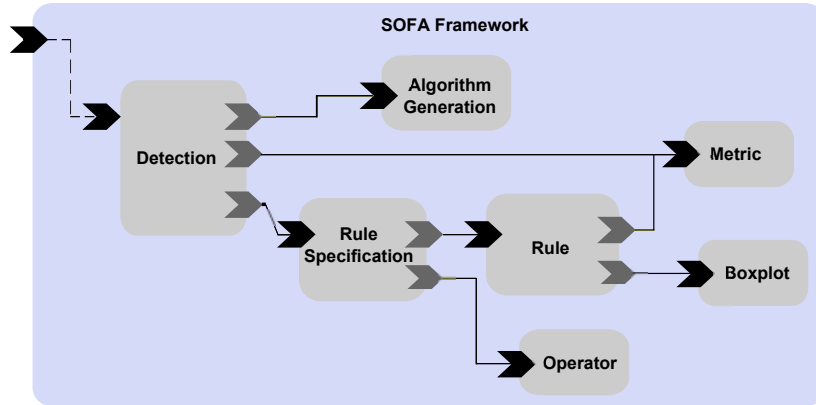 SOFA Framework
Algorithm
Generation
Detection
Metric
Rule
Specification
Rule
Boxplot
Operator